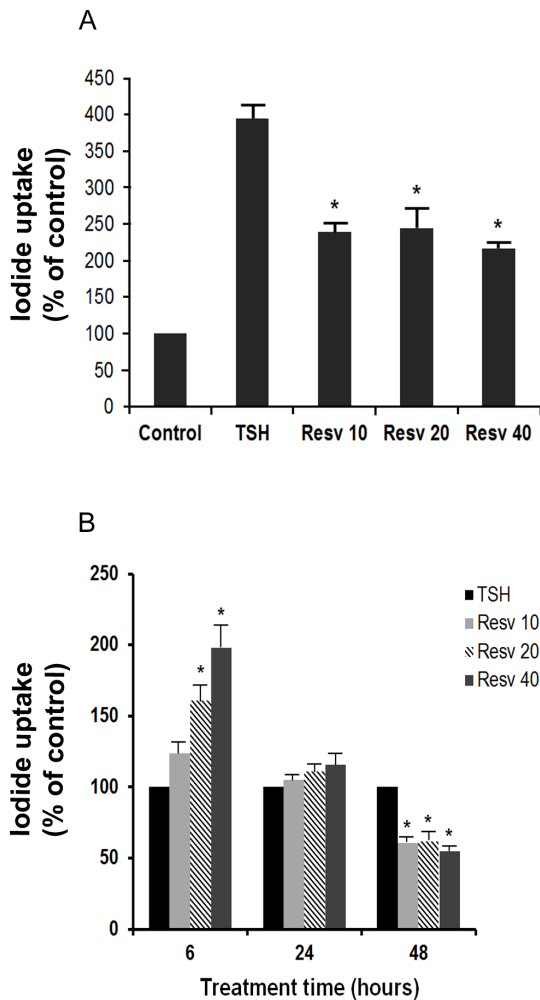 A
Iodide uptake
(% of control)
450
400
350
300
250
200
150
100
50
0
*
*
*
Control TSH Resv 10 Resv 20 Resv 40
B
Iodide uptake
(% of control)
250
200
150
100
50
0
*
*
*
*
*
TSH
Resv 10
Resv 20
Resv 40
6 24 48
Treatment time (hours)